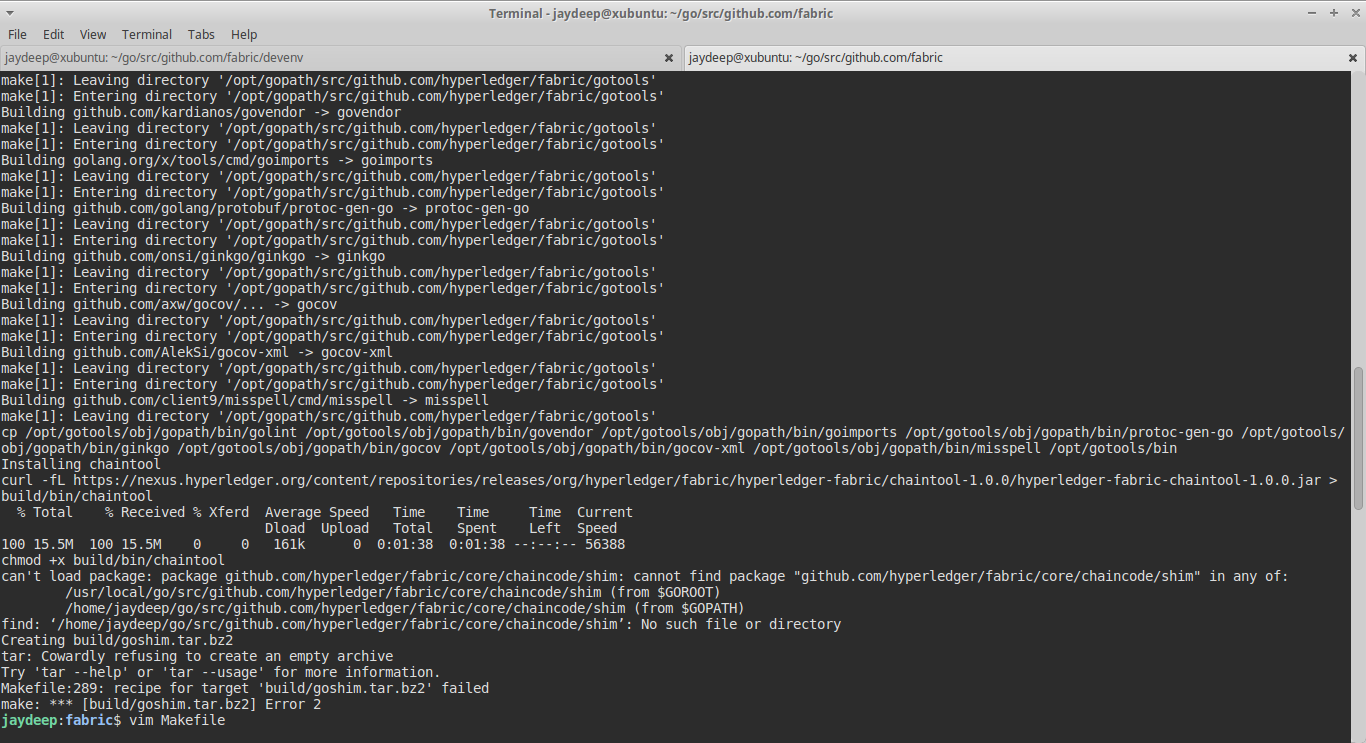 Terminal - jaydeep@xubuntu: ~/go/src/github.com/fabric
File Edit View Terminal Tabs Help
jaydeep@xubuntu: ~/go/src/github.com/fabric/devenv
jaydeep@xubuntu: ~/go/src/github.com/fabric
make[1]: Leaving directory '/opt/gopath/src/github.com/hyperledger/fabric/gotools'
make[1]: Entering directory '/opt/gopath/src/github.com/hyperledger/fabric/gotools'
Building github.com/kardianos/govendor -> govendor
make[1]: Leaving directory '/opt/gopath/src/github.com/hyperledger/fabric/gotools'
make[1]: Entering directory '/opt/gopath/src/github.com/hyperledger/fabric/gotools'
Building golang.org/x/tools/cmd/goimports -> goimports
make[1]: Leaving directory '/opt/gopath/src/github.com/hyperledger/fabric/gotools'
make[1]: Entering directory '/opt/gopath/src/github.com/hyperledger/fabric/gotools'
Building github.com/golang/protobuf/protoc-gen-go -> protoc-gen-go
make[1]: Leaving directory '/opt/gopath/src/github.com/hyperledger/fabric/gotools'
make[1]: Entering directory '/opt/gopath/src/github.com/hyperledger/fabric/gotools'
Building github.com/onsi/ginkgo/ginkgo -> ginkgo
make[1]: Leaving directory '/opt/gopath/src/github.com/hyperledger/fabric/gotools'
make[1]: Entering directory '/opt/gopath/src/github.com/hyperledger/fabric/gotools'
Building github.com/axw/gocov/... -> gocov
make[1]: Leaving directory '/opt/gopath/src/github.com/hyperledger/fabric/gotools'
make[1]: Entering directory '/opt/gopath/src/github.com/hyperledger/fabric/gotools'
Building github.com/AlekSi/gocov-xml -> gocov-xml
make[1]: Leaving directory '/opt/gopath/src/github.com/hyperledger/fabric/gotools'
make[1]: Entering directory '/opt/gopath/src/github.com/hyperledger/fabric/gotools'
Building github.com/client9/misspell/cmd/misspell -> misspell
make[1]: Leaving directory '/opt/gopath/src/github.com/hyperledger/fabric/gotools'
cp /opt/gotools/obj/gopath/bin/golint /opt/gotools/obj/gopath/bin/govendor /opt/gotools/obj/gopath/bin/goimports /opt/gotools/obj/gopath/bin/protoc-gen-go /opt/gotools/
obj/gopath/bin/ginkgo /opt/gotools/obj/gopath/bin/gocov /opt/gotools/obj/gopath/bin/gocov-xml /opt/gotools/obj/gopath/bin/misspell /opt/gotools/bin
Installing chaintool
curl -fL https://nexus.hyperledger.org/content/repositories/releases/org/hyperledger/fabric/hyperledger-fabric/chaintool-1.0.0/hyperledger-fabric-chaintool-1.0.0.jar >
build/bin/chaintool
% Total % Received % Xferd Average Speed Time Time Time Current
Dload Upload Total Spent Left Speed
100 15.5M 100 15.5M 0 0 161k 0 0:01:38 0:01:38 --:--:-- 56388
chmod +x build/bin/chaintool
can't load package: package github.com/hyperledger/fabric/core/chaincode/shim: cannot find package "github.com/hyperledger/fabric/core/chaincode/shim" in any of:
/usr/local/go/src/github.com/hyperledger/fabric/core/chaincode/shim (from $GOROOT)
/home/jaydeep/go/src/github.com/hyperledger/fabric/core/chaincode/shim (from $GOPATH)
find: ‘/home/jaydeep/go/src/github.com/hyperledger/fabric/core/chaincode/shim’: No such file or directory
Creating build/goshim.tar.bz2
tar: Cowardly refusing to create an empty archive
Try 'tar --help' or 'tar --usage' for more information.
Makefile:289: recipe for target 'build/goshim.tar.bz2' failed
make: *** [build/goshim.tar.bz2] Error 2
jaydeep:fabric$ vim Makefile